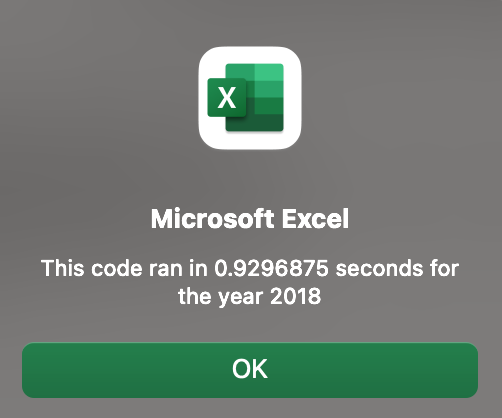 X
Microsoft Excel
This code ran in 0.9296875 seconds for
the year 2018
OK